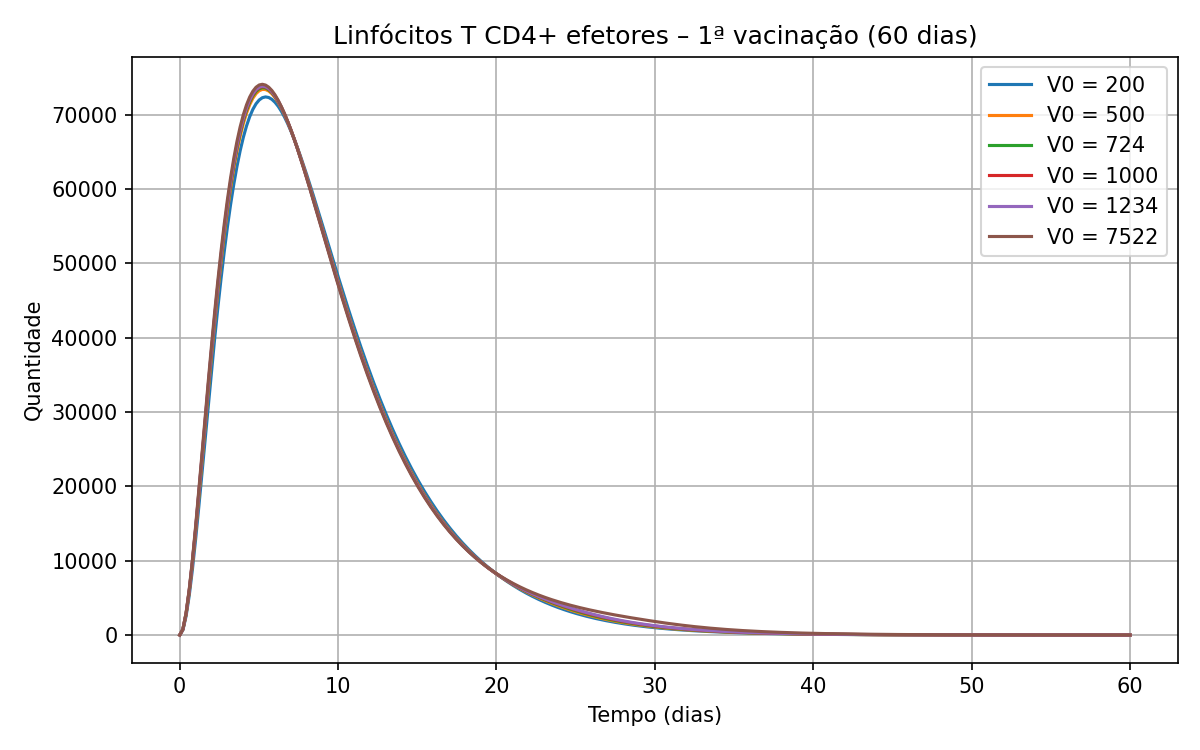 Linfócitos T CD4+ efetores – 1ª vacinação (60 dias)
V0 = 200
V0 = 500
V0 = 724
V0 = 1000
V0 = 1234
V0 = 7522
Quantidade
70000
60000
50000
40000
30000
20000
10000
0
0 10 20 30 40 50 60
Tempo (dias)